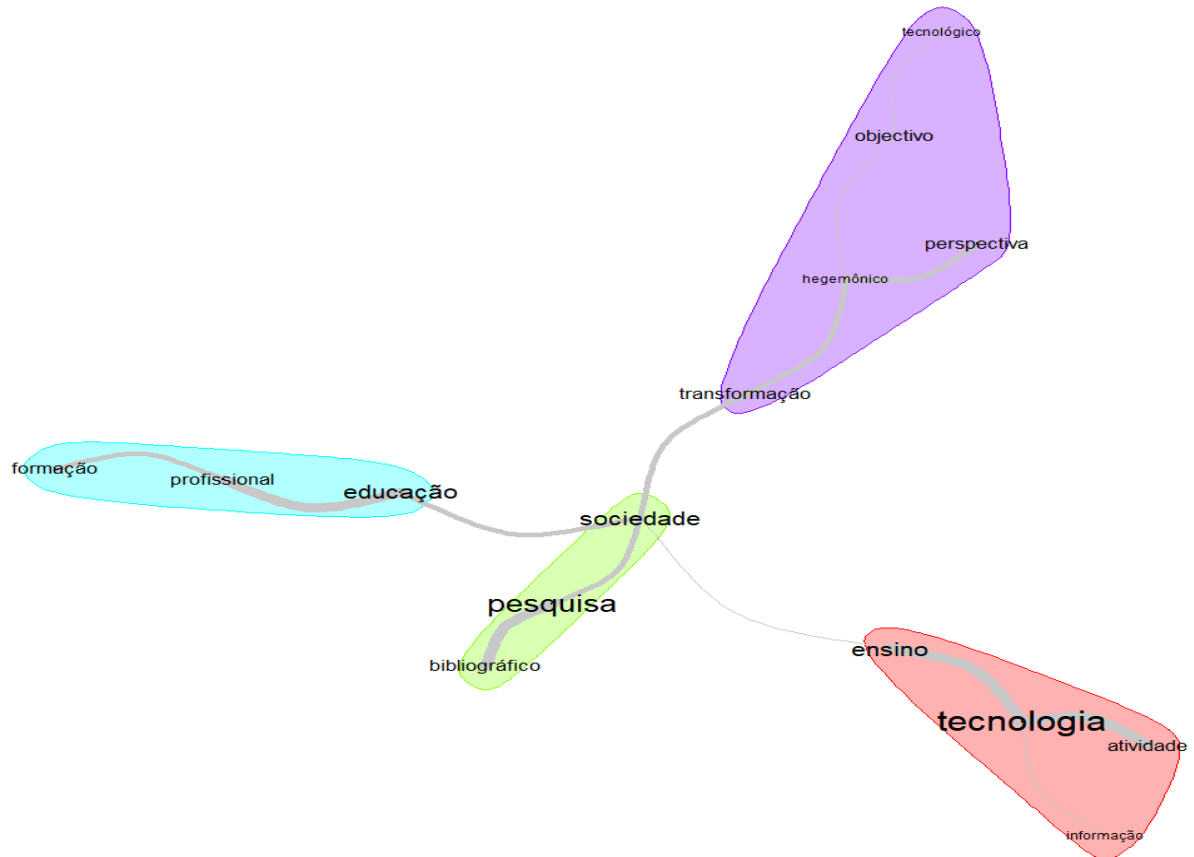 tecnológico
objectivo
perspectiva
hegemônico
transformação
formação
profissional
educação
sociedade
pesquisa
bibliográfico
ensino
tecnologia
atividade
informação